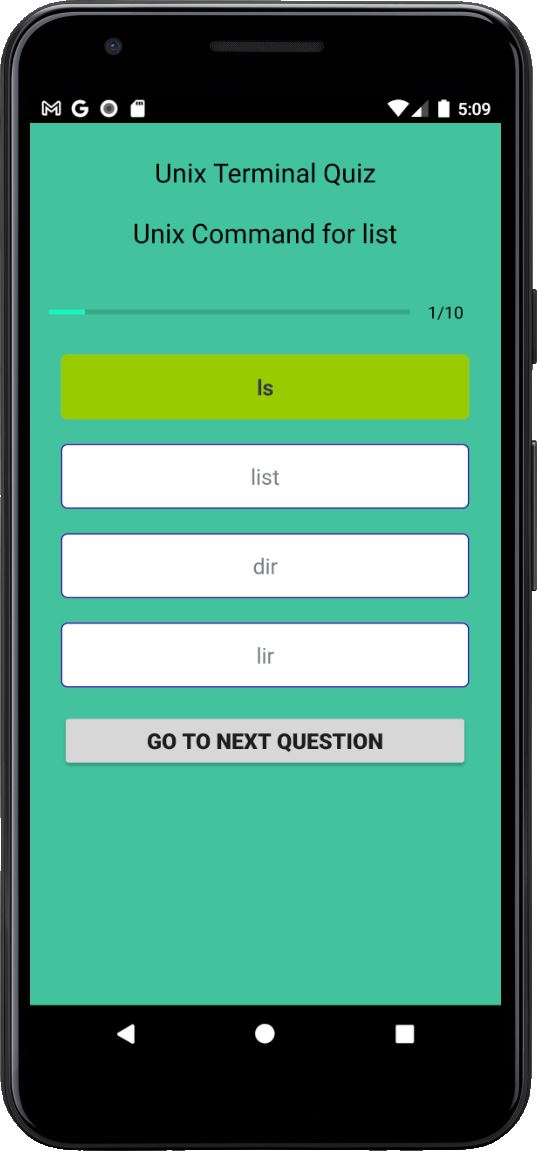 5:09
Unix Terminal Quiz
Unix Command for list
1/10
ls
list
dir
lir
GO TO NEXT QUESTION